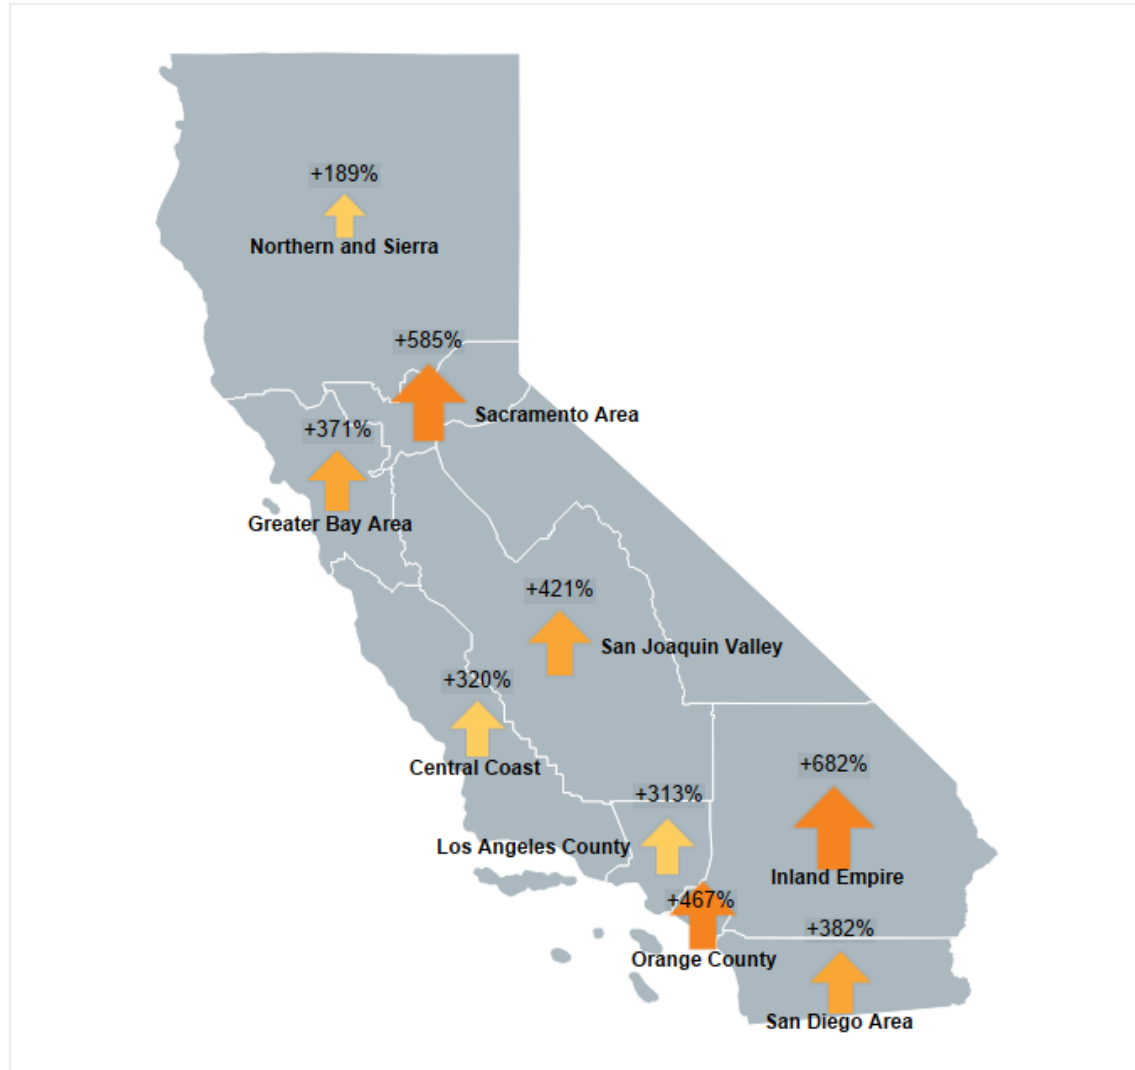 +189%
Northern and Sierra
+585%
Sacramento Area
+371%
Greater Bay Area
+421%
San Joaquin Valley
+320%
Central Coast
+682%
Inland Empire
+313%
Los Angeles County
+467%
Orange County
+382%
San Diego Area